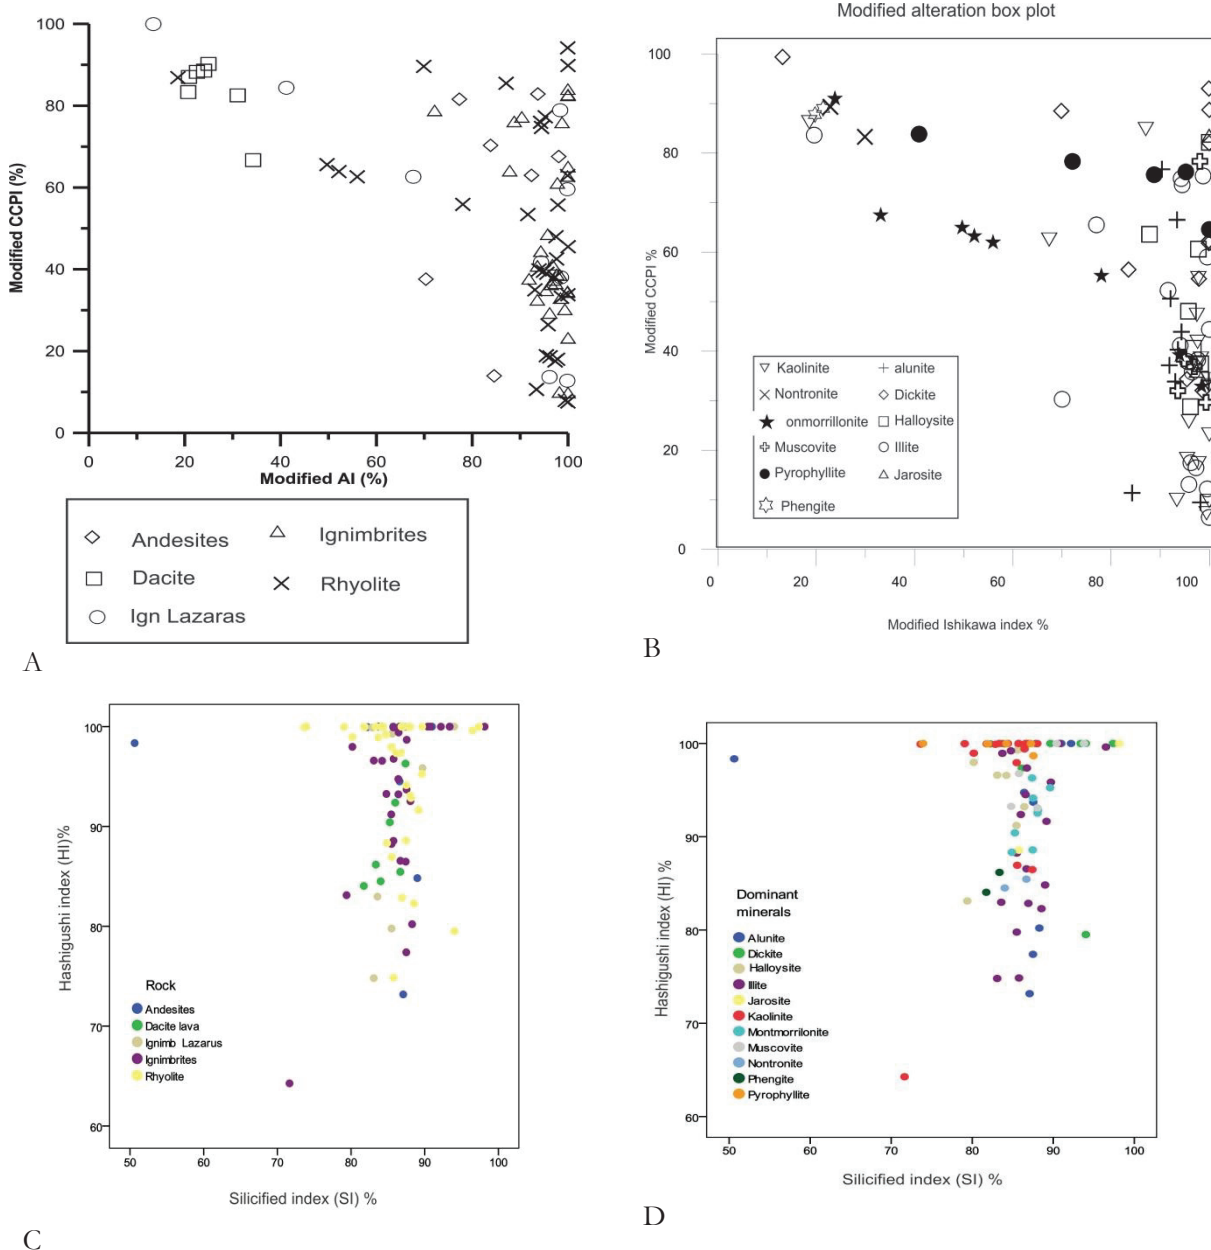 A
100
80
60
40
20
0
Modified CCPI (%)
0 20 40 60 80 100
Modified AI (%)
Andesites
Ignimbrites
Dacite
Rhyolite
Ign Lazaras
Modified alteration box plot
100
80
60
40
20
0
Modified CCPI %
Kaolinite
alunite
Nontronite
Dickite
onmorrillonite
Halloysite
Muscovite
Illite
Pyrophyllite
Jarosite
Phengite
0 20 40 60 80 100
Modified Ishikawa index %
B
100
90
80
70
60
Hashigushi index (HI)%
Rock
Andesites
Dacite lava
Ignimb Lazarus
Ignimbrites
Rhyolite
50 60 70 80 90 100
Silicified index (SI) %
C
100
90
80
70
60
Hashigushi index (HI) %
Dominant
minerals
Alunite
Dickite
Halloysite
Illite
Jarosite
Kaolinite
Montmorrilonite
Muscovite
Nontronite
Phengite
Pyrophyllite
50 60 70 80 90 100
Silicified index (SI) %
D